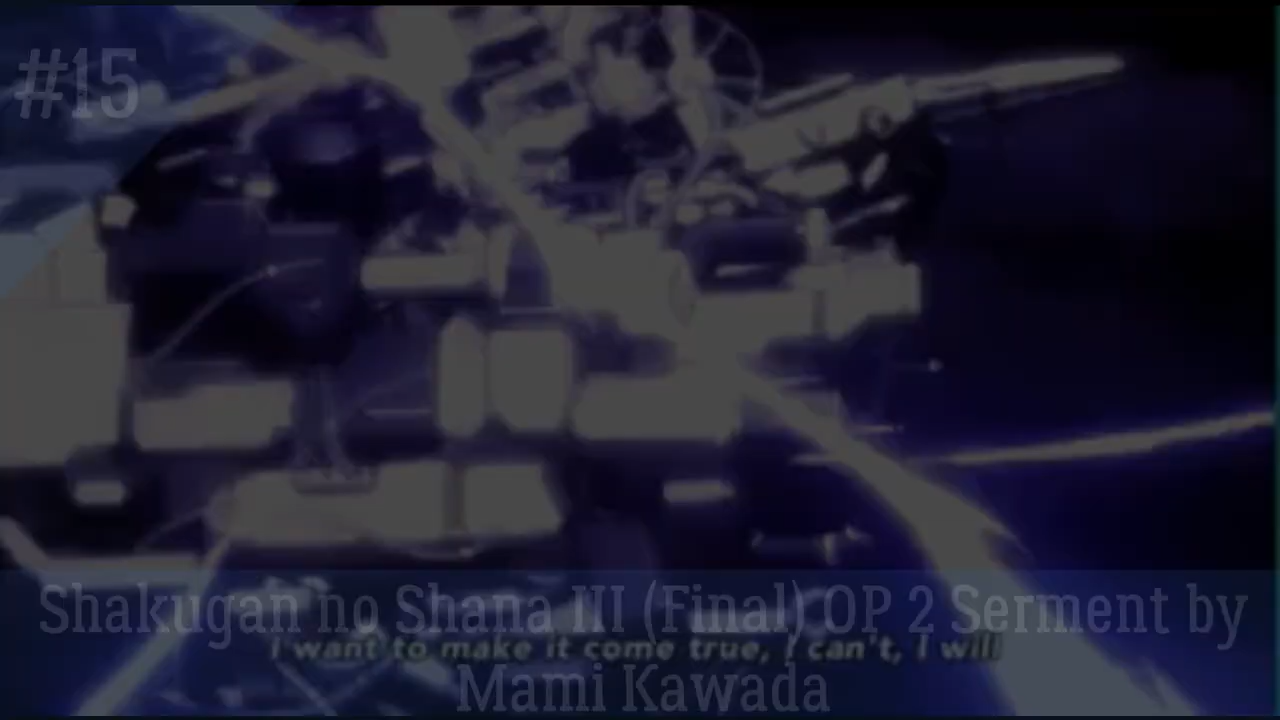 #15
Shakugan no Shana III (Final) OP 2 Serment by
I want to make it come true, I can't, I will
Mami Kawada